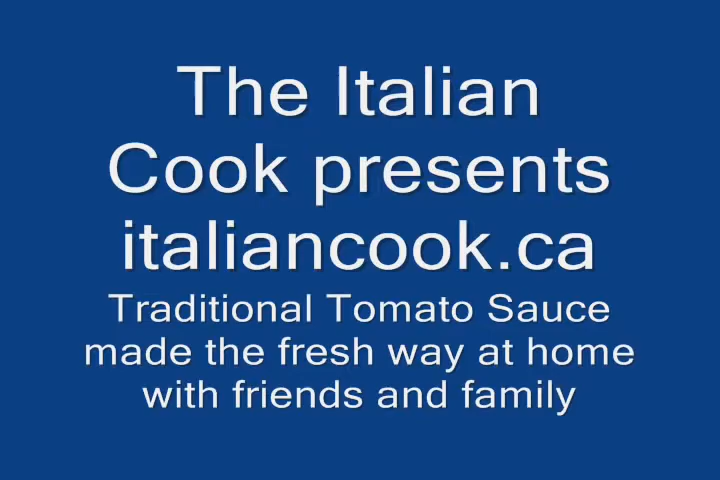 The Italian
Cook presents
italiancook.ca
Traditional Tomato Sauce
made the fresh way at home
with friends and family